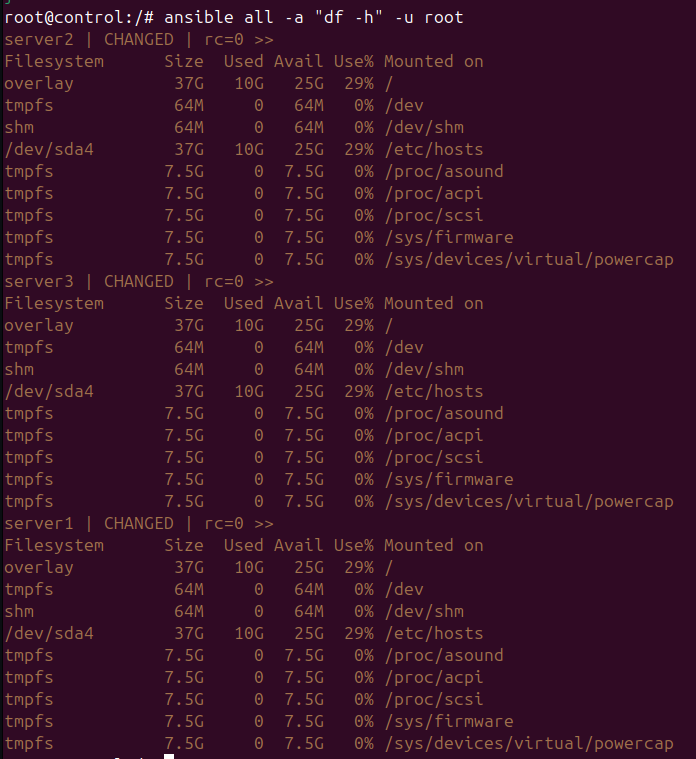 root@control:/# ansible all -a "df -h" -u root
server2 | CHANGED | rc=0 >>
Filesystem      Size  Used Avail Use% Mounted on
overlay          37G   10G   25G  29% /
tmpfs            64M     0   64M   0% /dev
shm              64M     0   64M   0% /dev/shm
/dev/sda4        37G   10G   25G  29% /etc/hosts
tmpfs           7.5G     0  7.5G   0% /proc/asound
tmpfs           7.5G     0  7.5G   0% /proc/acpi
tmpfs           7.5G     0  7.5G   0% /proc/scsi
tmpfs           7.5G     0  7.5G   0% /sys/firmware
tmpfs           7.5G     0  7.5G   0% /sys/devices/virtual/powercap
server3 | CHANGED | rc=0 >>
Filesystem      Size  Used Avail Use% Mounted on
overlay          37G   10G   25G  29% /
tmpfs            64M     0   64M   0% /dev
shm              64M     0   64M   0% /dev/shm
/dev/sda4        37G   10G   25G  29% /etc/hosts
tmpfs           7.5G     0  7.5G   0% /proc/asound
tmpfs           7.5G     0  7.5G   0% /proc/acpi
tmpfs           7.5G     0  7.5G   0% /proc/scsi
tmpfs           7.5G     0  7.5G   0% /sys/firmware
tmpfs           7.5G     0  7.5G   0% /sys/devices/virtual/powercap
server1 | CHANGED | rc=0 >>
Filesystem      Size  Used Avail Use% Mounted on
overlay          37G   10G   25G  29% /
tmpfs            64M     0   64M   0% /dev
shm              64M     0   64M   0% /dev/shm
/dev/sda4        37G   10G   25G  29% /etc/hosts
tmpfs           7.5G     0  7.5G   0% /proc/asound
tmpfs           7.5G     0  7.5G   0% /proc/acpi
tmpfs           7.5G     0  7.5G   0% /proc/scsi
tmpfs           7.5G     0  7.5G   0% /sys/firmware
tmpfs           7.5G     0  7.5G   0% /sys/devices/virtual/powercap